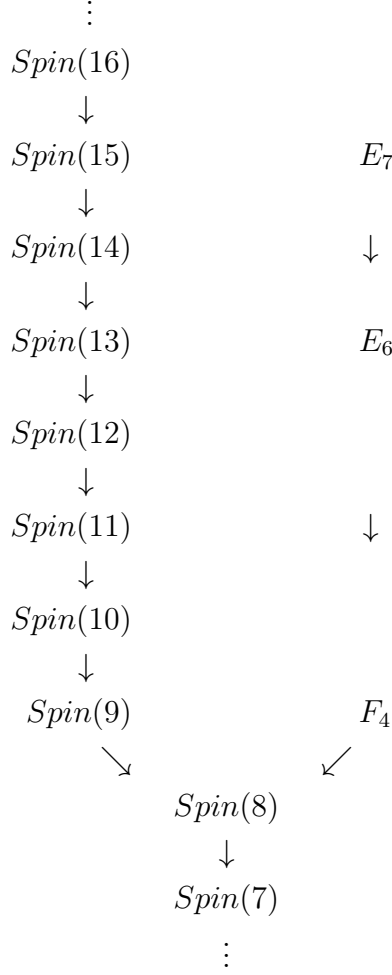 ⋮
Spin(16)
↓
Spin(15) E₇
↓
Spin(14) ↓
↓
Spin(13) E₆
↓
Spin(12)
↓
Spin(11) ↓
↓
Spin(10)
↓
Spin(9) F₄
↘ ↙
Spin(8)
↓
Spin(7)
⋮